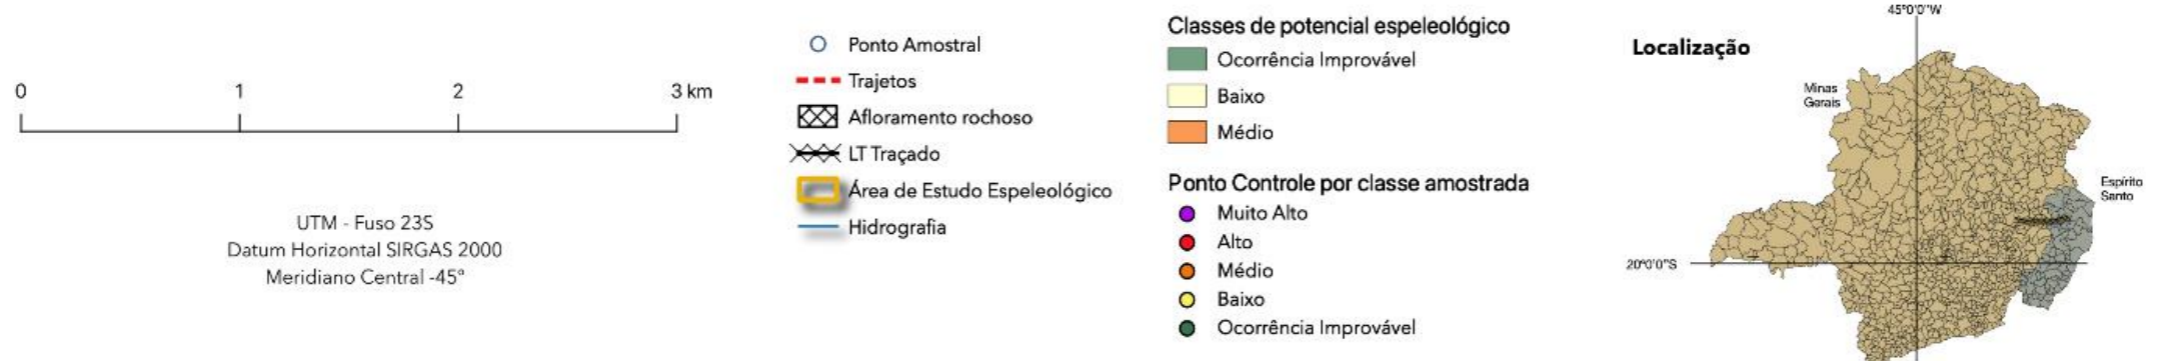 0 1 2 3 km
UTM - Fuso 23S
Datum Horizontal SIRGAS 2000
Meridiano Central -45°
Ponto Amostral
Trajetos
Afloramento rochoso
LT Traçado
Área de Estudo Espeleológico
Hidrografia
Classes de potencial espeleológico
Ocorrência Improvável
Baixo
Médio
Ponto Controle por classe amostrada
Muito Alto
Alto
Médio
Baixo
Ocorrência Improvável
Localização
45°0'0"W
Minas
Gerais
Espírito
Santo
20°0'0"S